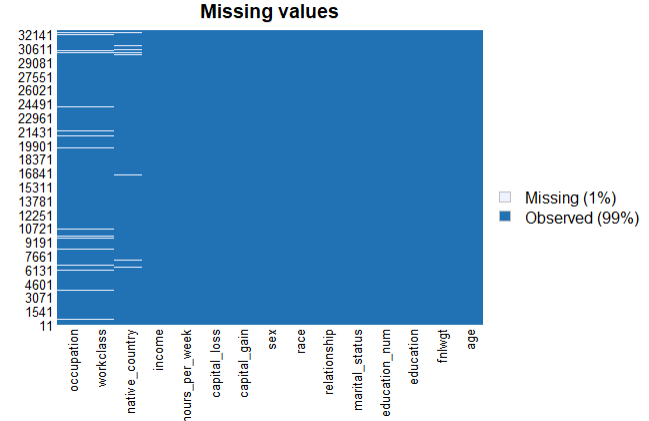 Missing values
32141
30611
29081
27551
26021
24491
22961
21431
19901
18371
16841
15311
13781
12251
10721
9191
7661
6131
4601
3071
1541
11
Missing (1%)
Observed (99%)
occupation
workclass
native_country
income
hours_per_week
capital_loss
capital_gain
sex
race
relationship
marital_status
education_num
education
fnlwgt
age